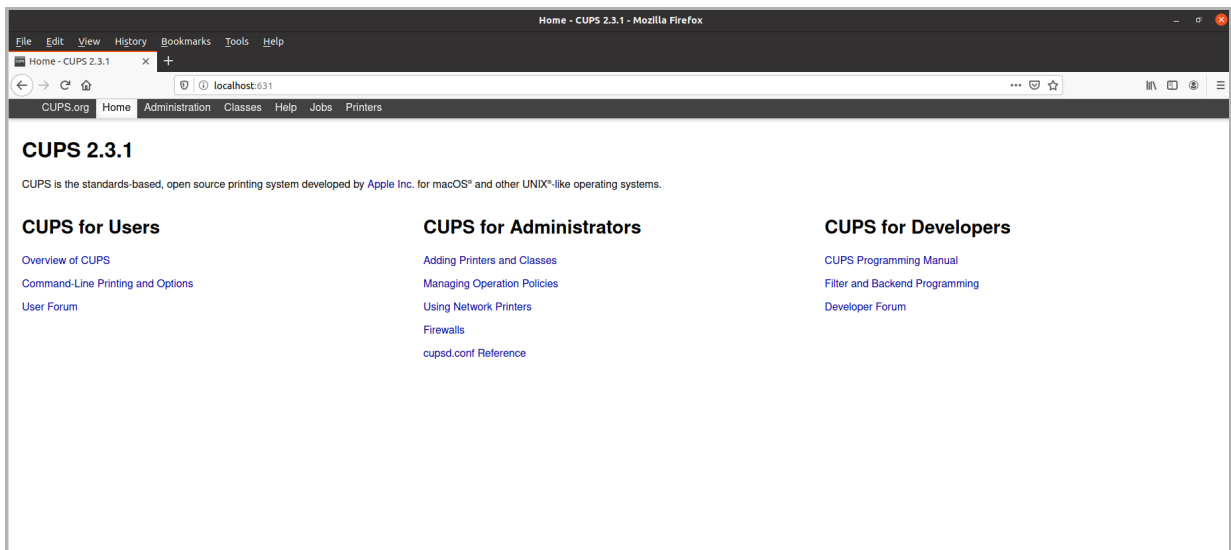 Home - CUPS 2.3.1 - Mozilla Firefox
File Edit View History Bookmarks Tools Help
Home - CUPS 2.3.1
localhost:631
CUPS.org Home Administration Classes Help Jobs Printers
CUPS 2.3.1
CUPS is the standards-based, open source printing system developed by Apple Inc. for macOS® and other UNIX®-like operating systems.
CUPS for Users
Overview of CUPS
Command-Line Printing and Options
User Forum
CUPS for Administrators
Adding Printers and Classes
Managing Operation Policies
Using Network Printers
Firewalls
cupsd.conf Reference
CUPS for Developers
CUPS Programming Manual
Filter and Backend Programming
Developer Forum